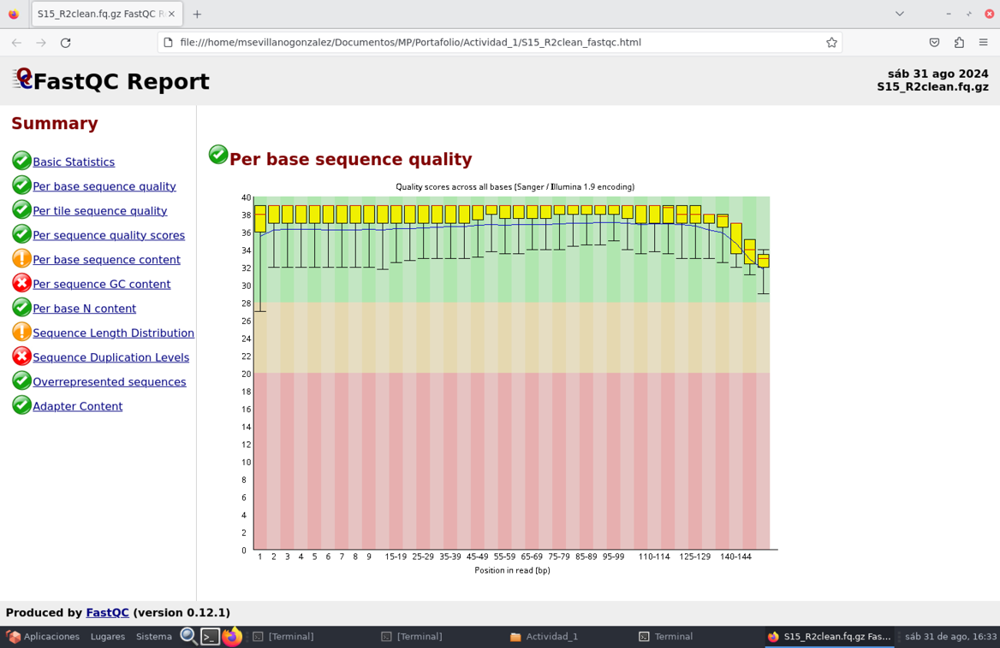 S15_R2clean.fq.gz FastQC R
file:///home/msevillanogonzalez/Documentos/MP/Portafolio/Actividad_1/S15_R2clean_fastqc.html
FastQC Report
sáb 31 ago 2024
S15_R2clean.fq.gz
Summary
Basic Statistics
Per base sequence quality
Per tile sequence quality
Per sequence quality scores
Per base sequence content
Per sequence GC content
Per base N content
Sequence Length Distribution
Sequence Duplication Levels
Overrepresented sequences
Adapter Content
Per base sequence quality
Quality scores across all bases (Sanger / Illumina 1.9 encoding)
40
38
36
34
32
30
28
26
24
22
20
18
16
14
12
10
8
6
4
2
0
1 2 3 4 5 6 7 8 9 15-19 25-29 35-39 45-49 55-59 65-69 75-79 85-89 95-99 110-114 125-129 140-144
Position in read (bp)
Produced by FastQC (version 0.12.1)
Aplicaciones Lugares Sistema [Terminal] [Terminal] Actividad_1 Terminal S15_R2clean.fq.gz Fas... sáb 31 de ago, 16:33